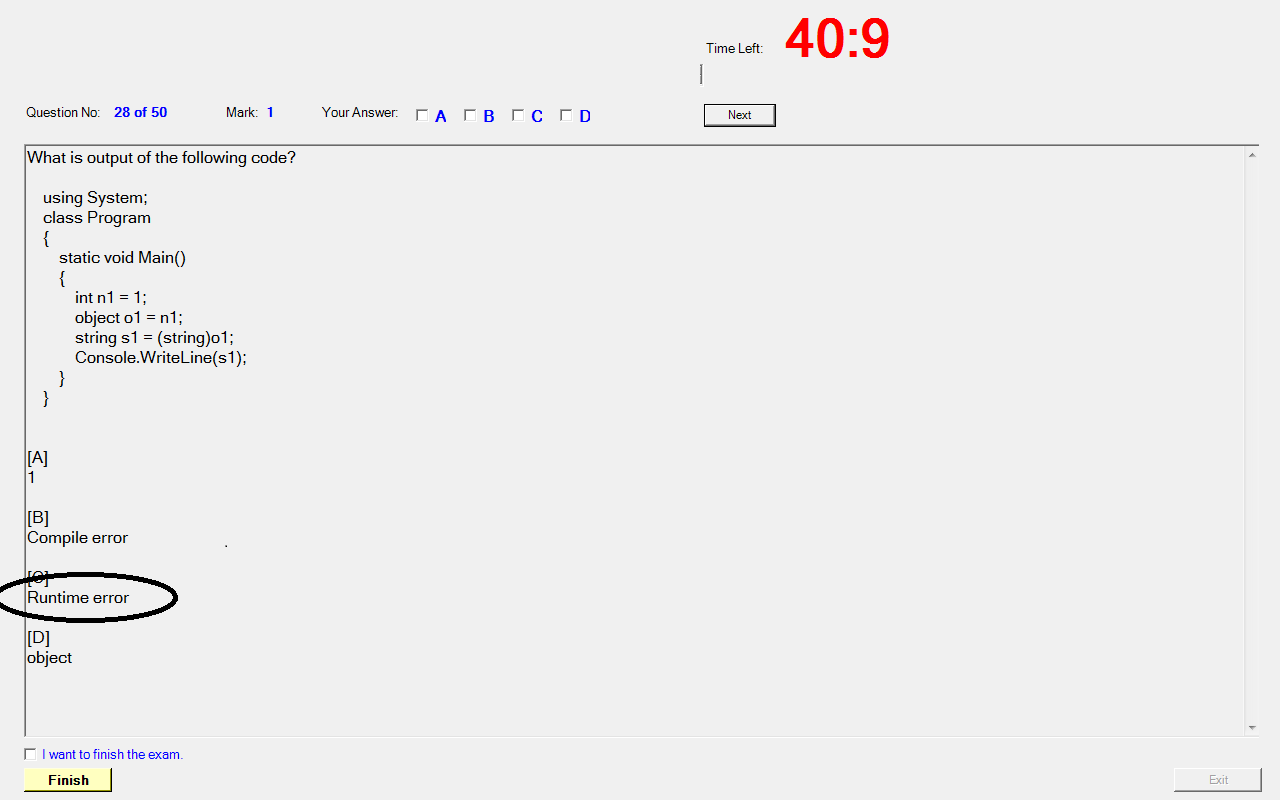 Time Left: 40:9
Question No: 28 of 50 Mark: 1 Your Answer: A B C D Next
What is output of the following code?
using System;
class Program
{
static void Main()
{
int n1 = 1;
object o1 = n1;
string s1 = (string)o1;
Console.WriteLine(s1);
}
}
[A]
1
[B]
Compile error
[C]
Runtime error
[D]
object
I want to finish the exam.
Finish Exit